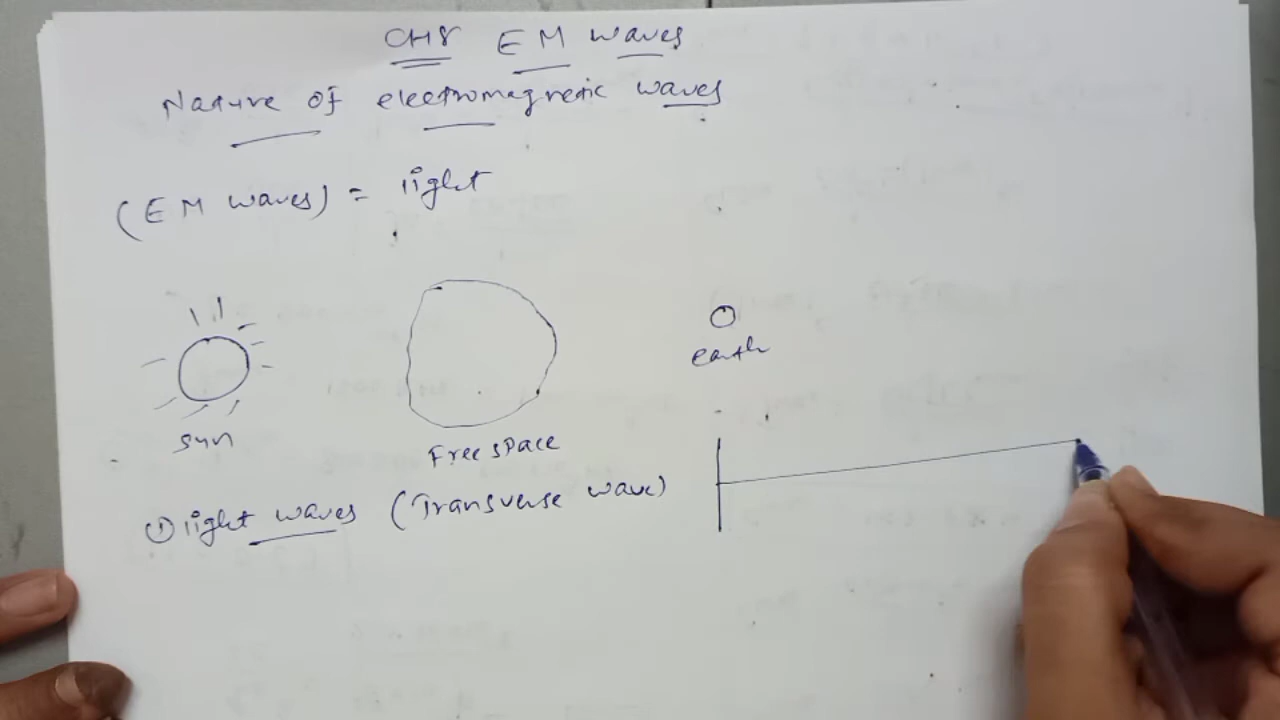 CH8 EM waves
Nature of electromagnetic waves
(EM waves) = light
earth
sun
Free space
① light waves (Transverse wave)